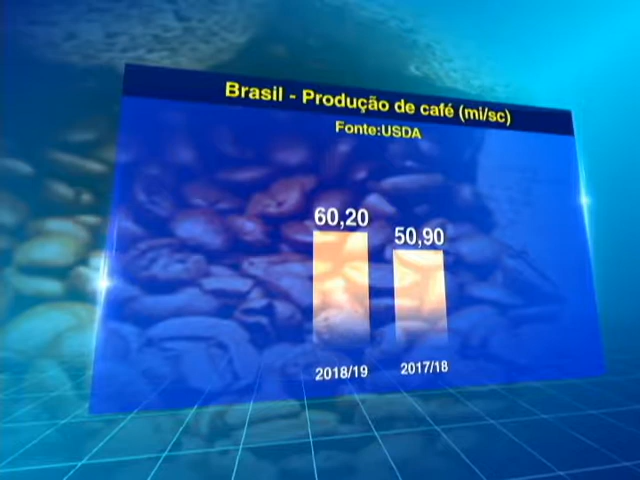 Brasil - Produção de café (mi/sc)
Fonte:USDA
60,20
50,90
2018/19
2017/18